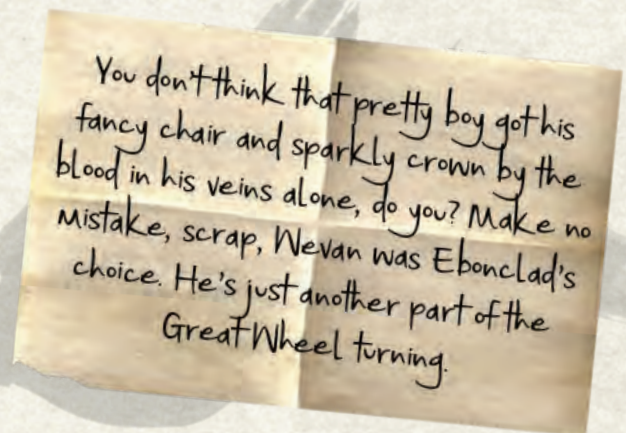 You don't think that pretty boy got his
fancy chair and sparkly crown by the
blood in his veins alone, do you? Make no
mistake, scrap, Wevan was Ebonclad's
choice. He's just another part of the
Great Wheel turning.